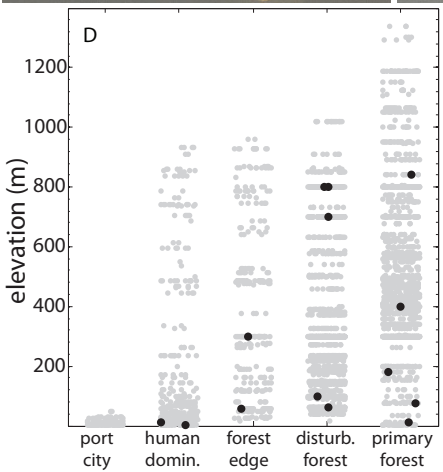 D
1200
1000
800
600
400
200
elevation (m)
port city
human domin.
forest edge
disturb. forest
primary forest